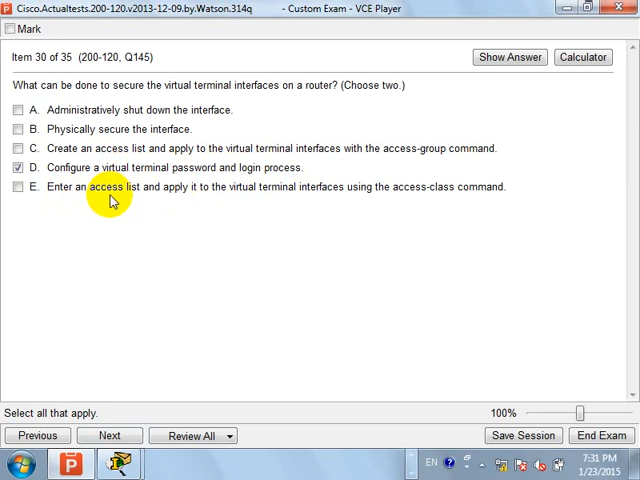 Cisco.Actualtests.200-120.v2013-12-09.by.Watson.314q - Custom Exam - VCE Player
Mark
Item 30 of 35 (200-120, Q145)
Show Answer
Calculator
What can be done to secure the virtual terminal interfaces on a router? (Choose two.)
A. Administratively shut down the interface.
B. Physically secure the interface.
C. Create an access list and apply to the virtual terminal interfaces with the access-group command.
D. Configure a virtual terminal password and login process.
E. Enter an access list and apply it to the virtual terminal interfaces using the access-class command.
Select all that apply.
100%
Previous
Next
Review All
Save Session
End Exam
EN
7:31 PM
1/23/2015